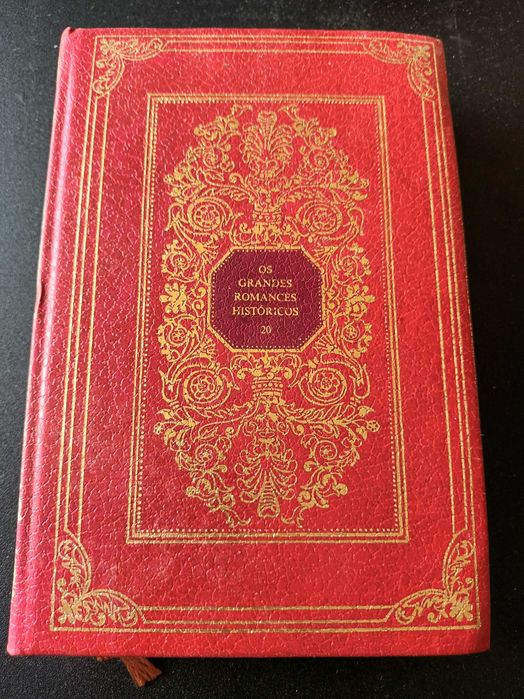 OS
GRANDES
ROMANCES
HISTÓRICOS
20